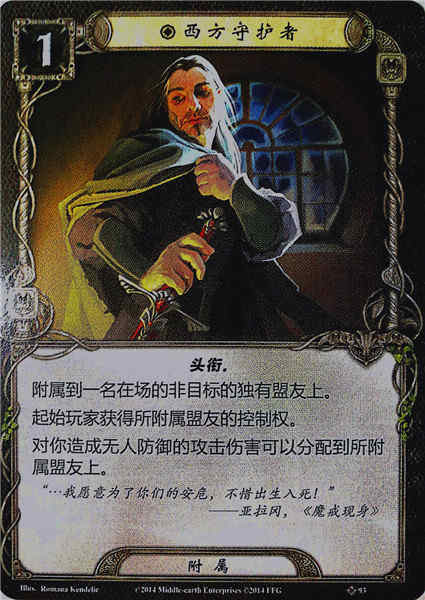 1
西方守护者
头衔.
附属到一名在场的非目标的独有盟友上。
起始玩家获得所附属盟友的控制权。
对你造成无人防御的攻击伤害可以分配到所附
属盟友上。
“…我愿意为了你们的安危，不惜出生入死！”
——亚拉冈，《魔戒现身》
附属
Illus. Romana Kendelic
©2014 Middle-earth Enterprises ©2014 FFG
93